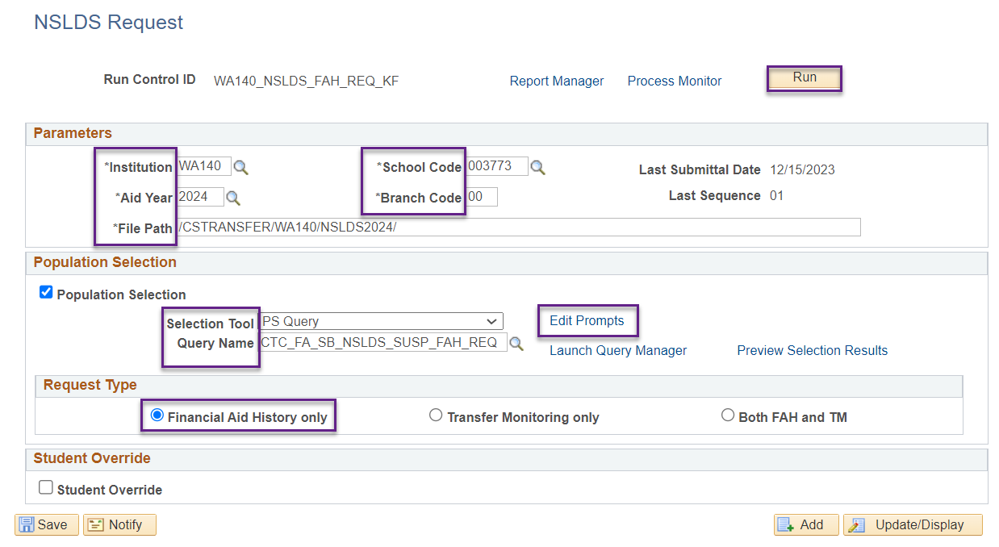 NSLDS Request
Run Control ID WA140_NSLDS_FAH_REQ_KF Report Manager Process Monitor Run
Parameters
*Institution WA140 *School Code 003773 Last Submittal Date 12/15/2023
*Aid Year 2024 *Branch Code 00 Last Sequence 01
*File Path /CSTRANSFER/WA140/NSLDS2024/
Population Selection
Population Selection
Selection Tool PS Query Edit Prompts
Query Name CTC_FA_SB_NSLDS_SUSP_FAH_REQ Launch Query Manager Preview Selection Results
Request Type
Financial Aid History only Transfer Monitoring only Both FAH and TM
Student Override
Student Override
Save Notify Add Update/Display